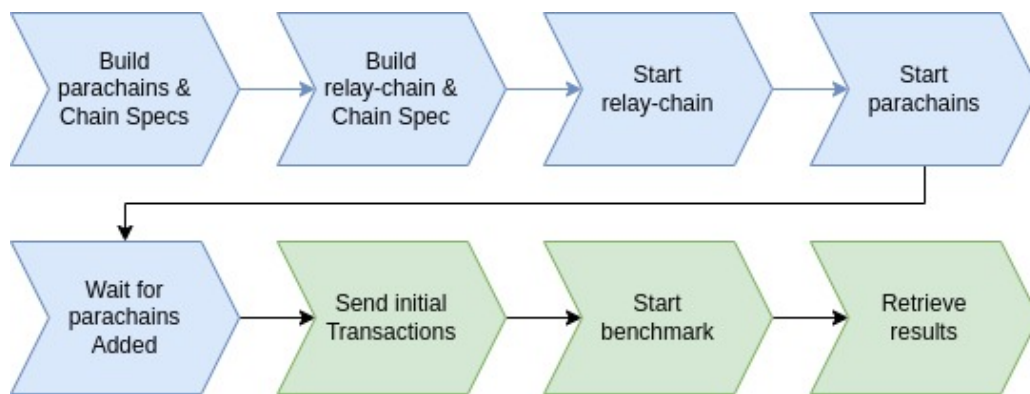 Build
parachains &
Chain Specs
Build
relay-chain &
Chain Spec
Start
relay-chain
Start
parachains
Wait for
parachains
Added
Send initial
Transactions
Start
benchmark
Retrieve
results